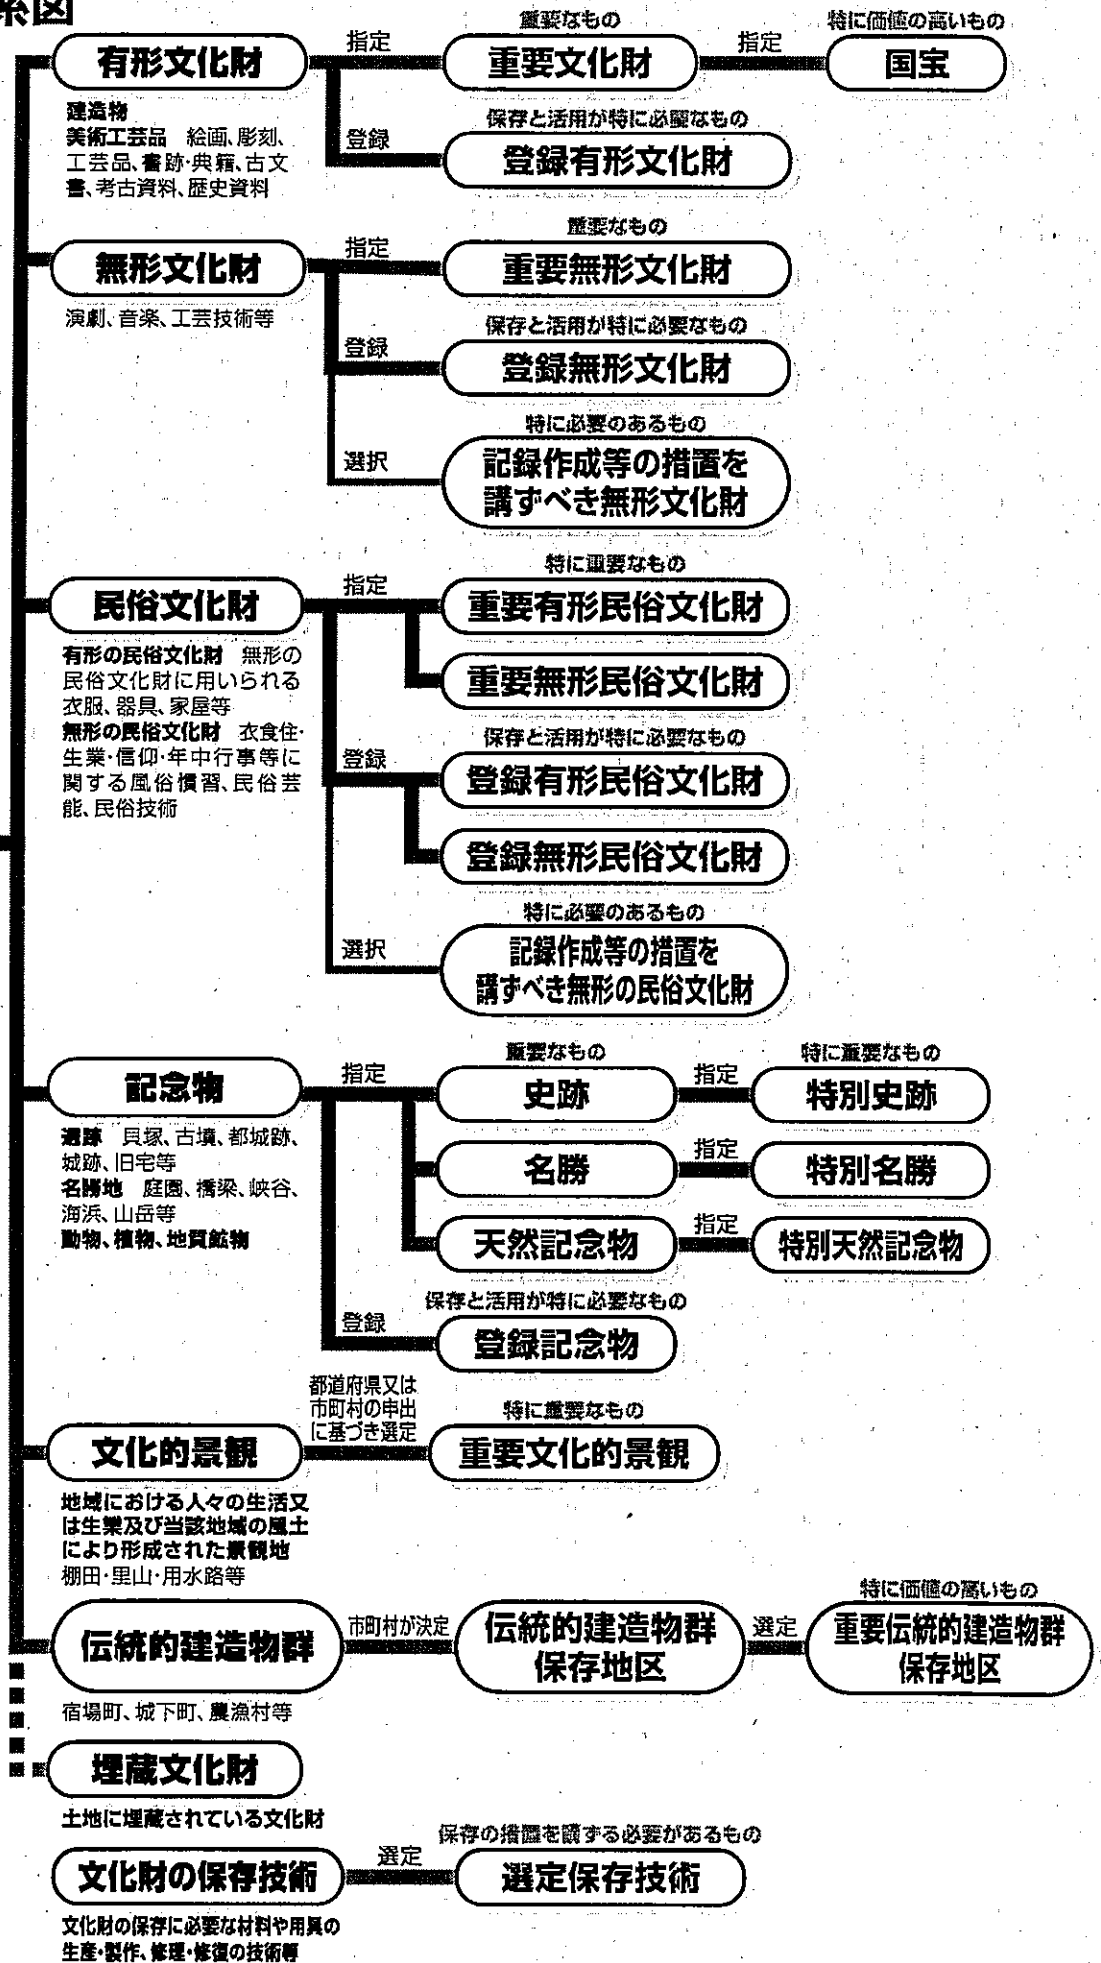 系図
重要なもの
特に価値の高いもの
有形文化財
指定
重要文化財
指定
国宝
建造物
美術工芸品 絵画、彫刻、
工芸品、書跡・典籍、古文
書、考古資料、歴史資料
保存と活用が特に必要なもの
登録
登録有形文化財
重要なもの
無形文化財
指定
重要無形文化財
演劇、音楽、工芸技術等
保存と活用が特に必要なもの
登録
登録無形文化財
特に必要のあるもの
選択
記録作成等の措置を
講ずべき無形文化財
特に重要なもの
民俗文化財
指定
重要有形民俗文化財
有形の民俗文化財 無形の
民俗文化財に用いられる
衣服、器具、家屋等
無形の民俗文化財 衣食住・
生業・信仰・年中行事等に
関する風俗慣習、民俗芸
能、民俗技術
重要無形民俗文化財
保存と活用が特に必要なもの
登録
登録有形民俗文化財
登録無形民俗文化財
特に必要のあるもの
選択
記録作成等の措置を
講ずべき無形の民俗文化財
重要なもの
特に重要なもの
記念物
指定
史跡
指定
特別史跡
遺跡 貝塚、古墳、都城跡、
城跡、旧宅等
名勝地 庭園、橋梁、峡谷、
海浜、山岳等
動物、植物、地質鉱物
名勝
指定
特別名勝
天然記念物
指定
特別天然記念物
保存と活用が特に必要なもの
登録
登録記念物
都道府県又は
市町村の申出
に基づき選定
特に重要なもの
文化的景観
重要文化的景観
地域における人々の生活又
は生業及び当該地域の風土
により形成された景観地
棚田・里山・用水路等
特に価値の高いもの
伝統的建造物群
市町村が決定
伝統的建造物群
保存地区
選定
重要伝統的建造物群
保存地区
宿場町、城下町、農漁村等
埋蔵文化財
土地に埋蔵されている文化財
保存の措置を講ずる必要があるもの
文化財の保存技術
選定
選定保存技術
文化財の保存に必要な材料や用具の
生産・製作、修理・修復の技術等